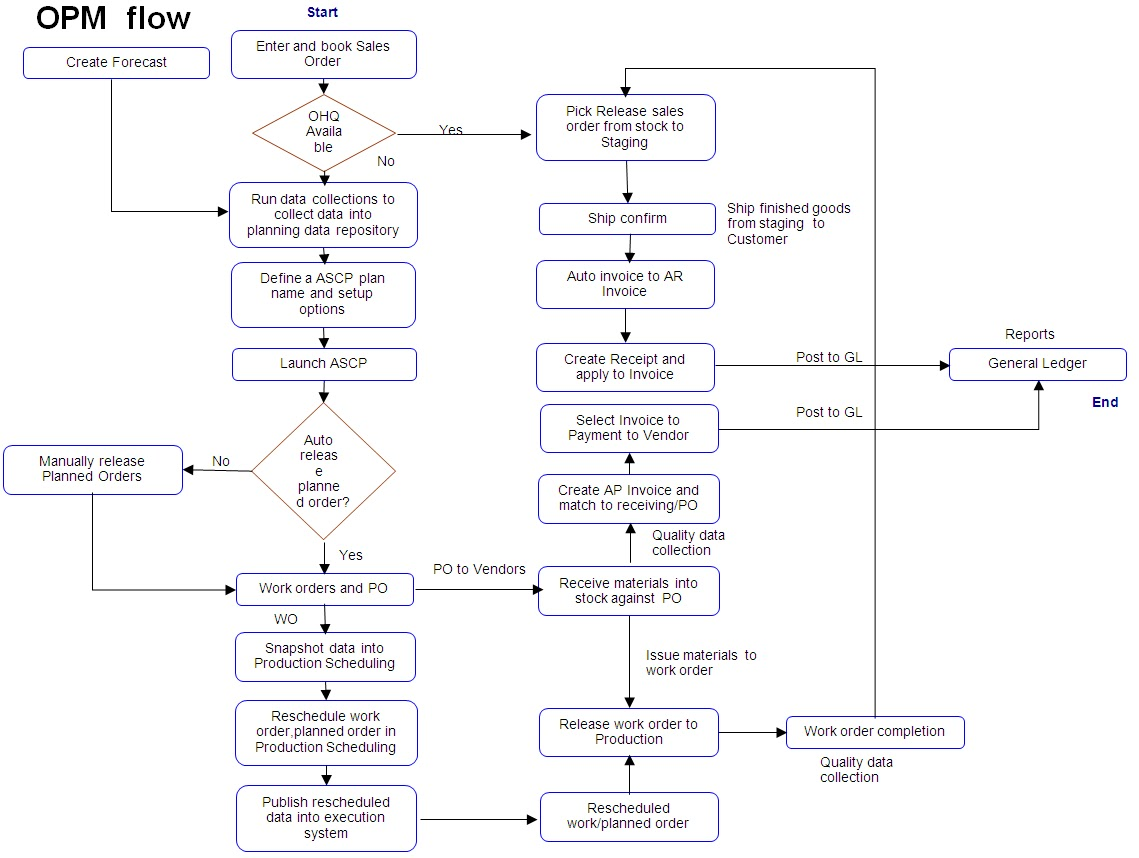 OPM flow
Start
Create Forecast
Enter and book Sales
Order
OHQ
Availa
ble
Yes
No
Run data collections to
collect data into
planning data repository
Define a ASCP plan
name and setup
options
Launch ASCP
Auto
releas
e
planne
d order?
No
Manually release
Planned Orders
Yes
Work orders and PO
PO to Vendors
WO
Snapshot data into
Production Scheduling
Reschedule work
order,planned order in
Production Scheduling
Publish rescheduled
data into execution
system
Pick Release sales
order from stock to
Staging
Ship confirm
Ship finished goods
from staging to
Customer
Auto invoice to AR
Invoice
Create Receipt and
apply to Invoice
Post to GL
Reports
General Ledger
End
Select Invoice to
Payment to Vendor
Post to GL
Create AP Invoice and
match to receiving/PO
Quality data
collection
Receive materials into
stock against PO
Issue materials to
work order
Release work order to
Production
Work order completion
Quality data
collection
Rescheduled
work/planned order